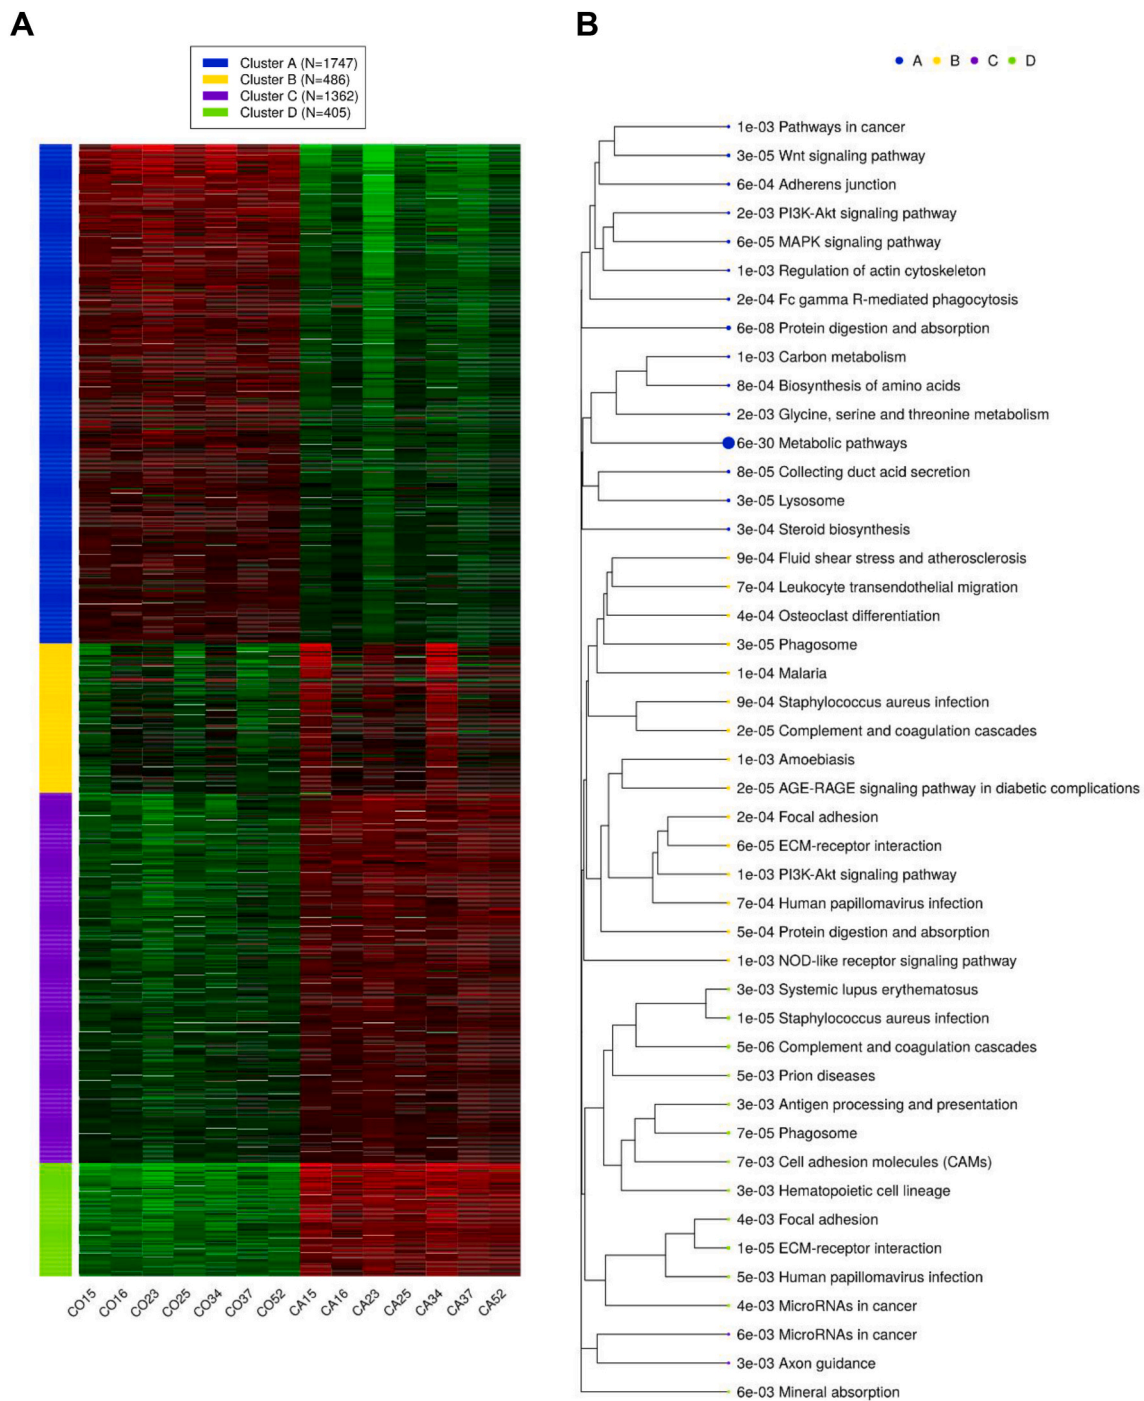 A
Cluster A (N=1747)
Cluster B (N=486)
Cluster C (N=1362)
Cluster D (N=405)
CO15
CO16
CO23
CO25
CO34
CO37
CO52
CA15
CA16
CA23
CA25
CA34
CA37
CA52
B
A B C D
1e-03 Pathways in cancer
3e-05 Wnt signaling pathway
6e-04 Adherens junction
2e-03 PI3K-Akt signaling pathway
6e-05 MAPK signaling pathway
1e-03 Regulation of actin cytoskeleton
2e-04 Fc gamma R-mediated phagocytosis
6e-08 Protein digestion and absorption
1e-03 Carbon metabolism
8e-04 Biosynthesis of amino acids
2e-03 Glycine, serine and threonine metabolism
6e-30 Metabolic pathways
8e-05 Collecting duct acid secretion
3e-05 Lysosome
3e-04 Steroid biosynthesis
9e-04 Fluid shear stress and atherosclerosis
7e-04 Leukocyte transendothelial migration
4e-04 Osteoclast differentiation
3e-05 Phagosome
1e-04 Malaria
9e-04 Staphylococcus aureus infection
2e-05 Complement and coagulation cascades
1e-03 Amoebiasis
2e-05 AGE-RAGE signaling pathway in diabetic complications
2e-04 Focal adhesion
6e-05 ECM-receptor interaction
1e-03 PI3K-Akt signaling pathway
7e-04 Human papillomavirus infection
5e-04 Protein digestion and absorption
1e-03 NOD-like receptor signaling pathway
3e-03 Systemic lupus erythematosus
1e-05 Staphylococcus aureus infection
5e-06 Complement and coagulation cascades
5e-03 Prion diseases
3e-03 Antigen processing and presentation
7e-05 Phagosome
7e-03 Cell adhesion molecules (CAMs)
3e-03 Hematopoietic cell lineage
4e-03 Focal adhesion
1e-05 ECM-receptor interaction
5e-03 Human papillomavirus infection
4e-03 MicroRNAs in cancer
6e-03 MicroRNAs in cancer
3e-03 Axon guidance
6e-03 Mineral absorption